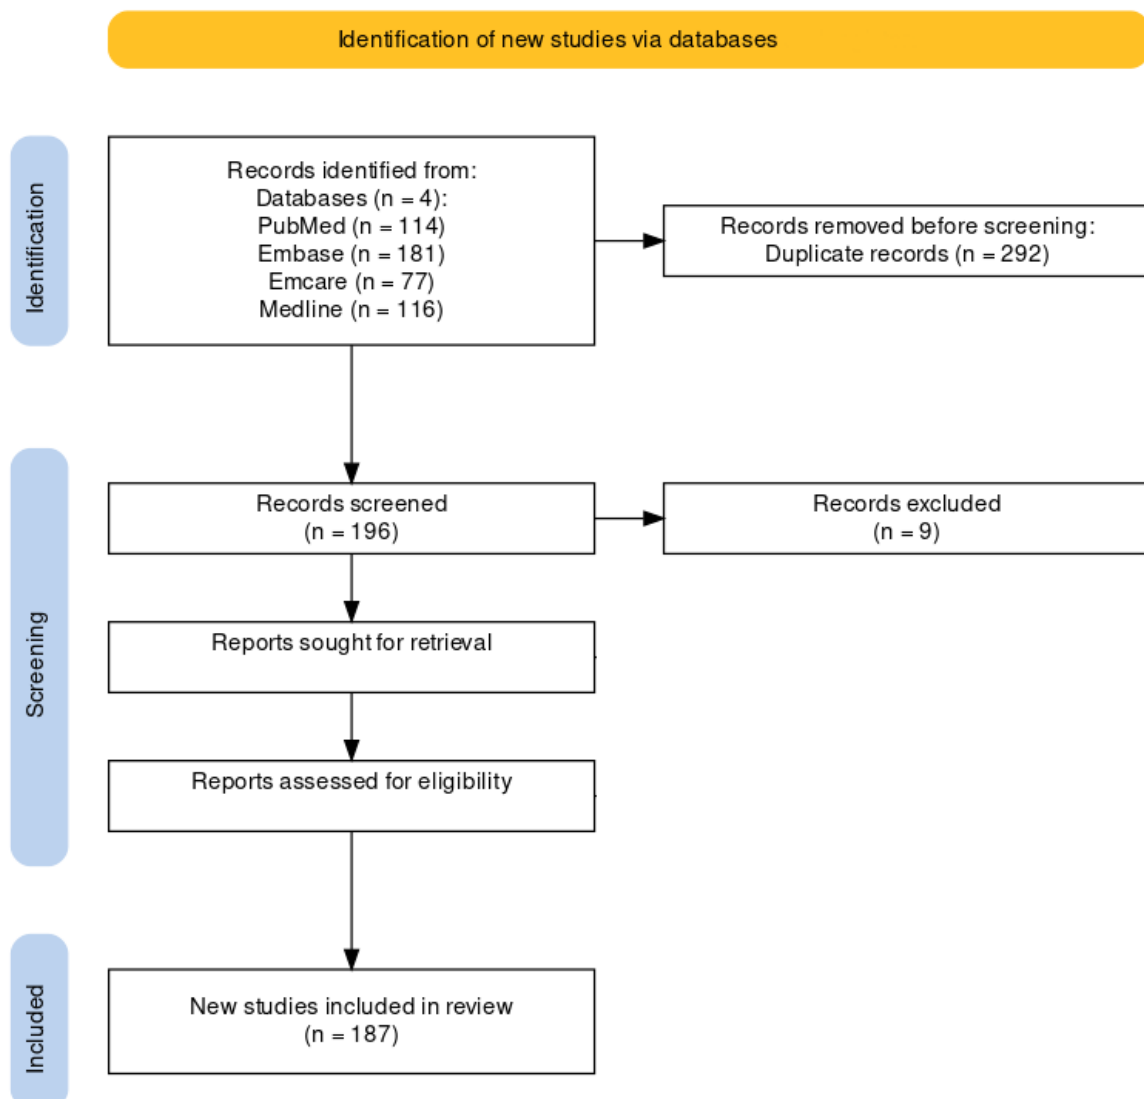 Identification of new studies via databases
Identification
Records identified from:
Databases (n = 4):
PubMed (n = 114)
Embase (n = 181)
Emcare (n = 77)
Medline (n = 116)
Records removed before screening:
Duplicate records (n = 292)
Screening
Records screened
(n = 196)
Records excluded
(n = 9)
Reports sought for retrieval
Reports assessed for eligibility
Included
New studies included in review
(n = 187)